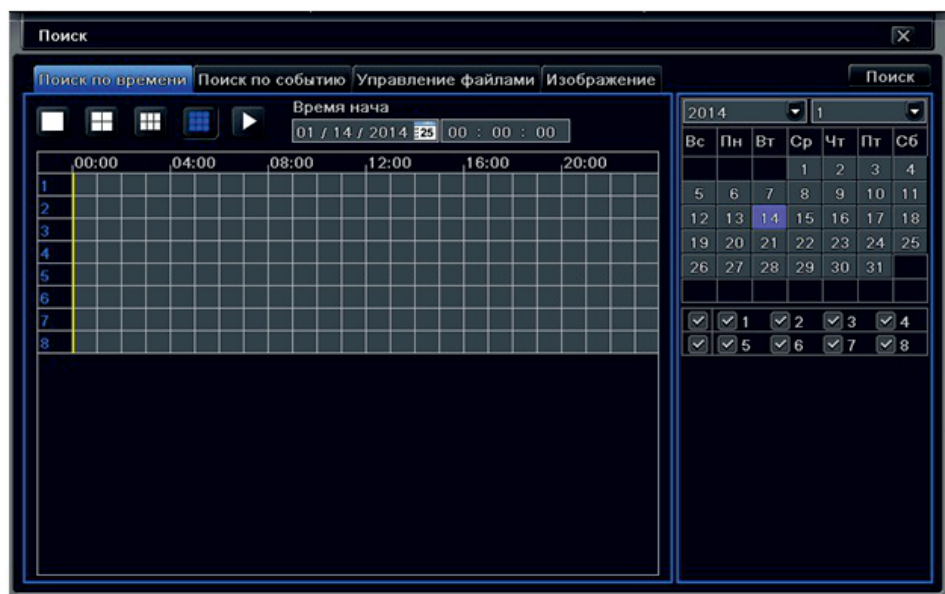 Поиск
Поиск по времени Поиск по событию Управление файлами Изображение Поиск
Время нача
01 / 14 / 2014 25 00 : 00 : 00
00:00 04:00 08:00 12:00 16:00 20:00
1
2
3
4
5
6
7
8
2014 1
Вс Пн Вт Ср Чт Пт Сб
1 2 3 4
5 6 7 8 9 10 11
12 13 14 15 16 17 18
19 20 21 22 23 24 25
26 27 28 29 30 31
1 2 3 4
5 6 7 8